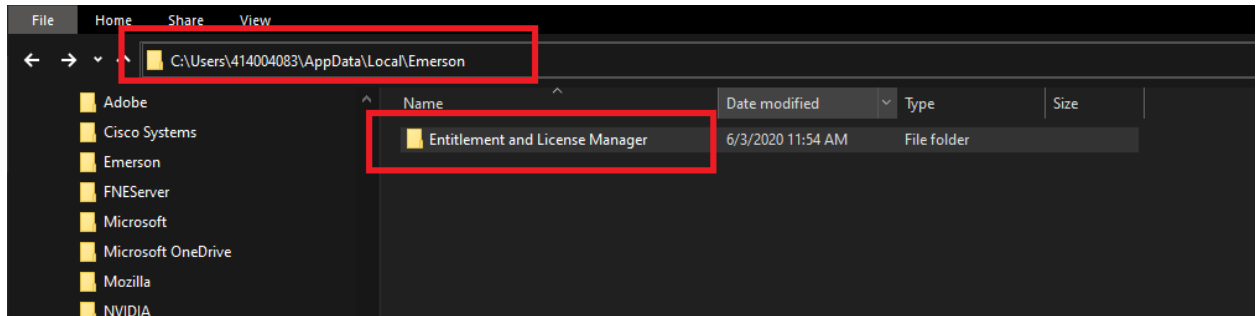 File Home Share View
C:\Users\414004083\AppData\Local\Emerson
Name Date modified Type Size
Adobe
Entitlement and License Manager 6/3/2020 11:54 AM File folder
Cisco Systems
Emerson
FNEServer
Microsoft
Microsoft OneDrive
Mozilla
NVIDIA